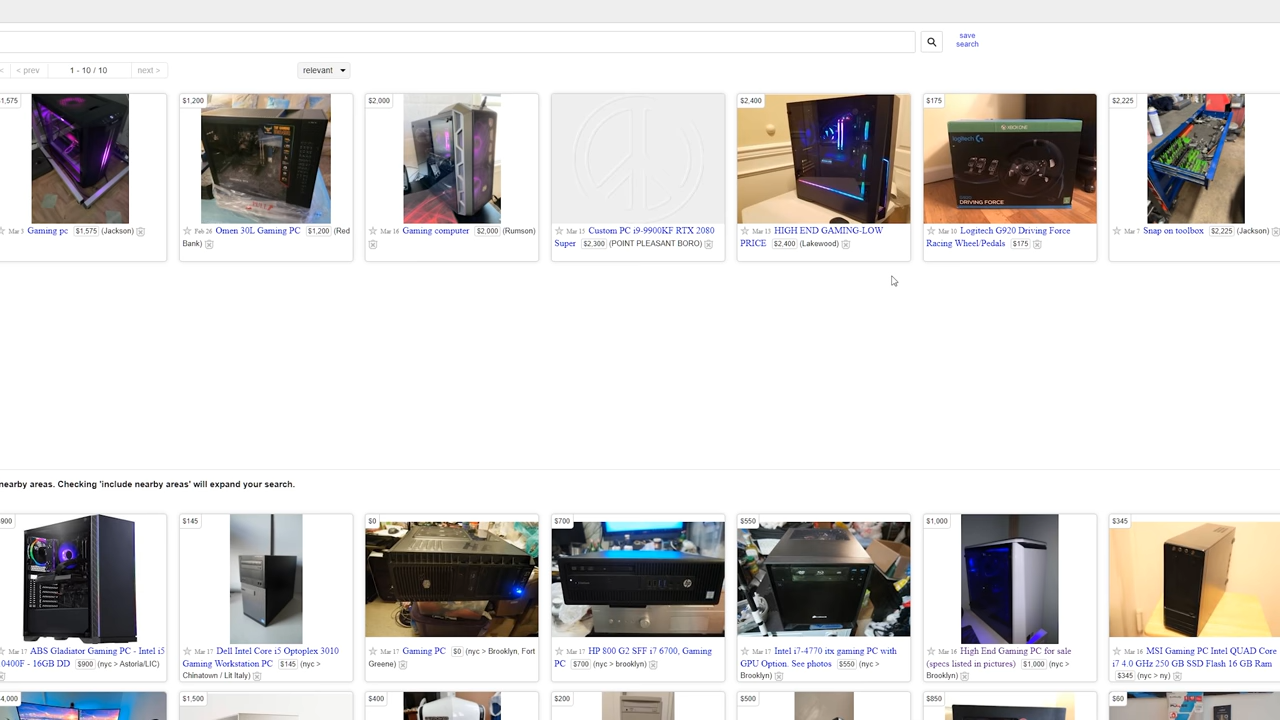 save
search
< prev
1 - 10 / 10
next >
relevant
$1,575
$1,200
$2,000
$2,400
$175
$2,225
Mar 3 Gaming pc $1,575 (Jackson)
Feb 26 Omen 30L Gaming PC $1,200 (Red
Bank)
Mar 16 Gaming computer $2,000 (Rumson)
Mar 15 Custom PC i9-9900KF RTX 2080
Super $2,300 (POINT PLEASANT BORO)
Mar 13 HIGH END GAMING-LOW
PRICE $2,400 (Lakewood)
XBOX ONE
logitech G
DRIVING FORCE
Mar 10 Logitech G920 Driving Force
Racing Wheel/Pedals $175
Mar 7 Snap on toolbox $2,225 (Jackson)
nearby areas. Checking 'include nearby areas' will expand your search.
$900
$145
$0
$700
$550
$1,000
$345
Mar 17 ABS Gladiator Gaming PC - Intel i5
0400F - 16GB DD $900 (nyc > Astoria/LIC)
Mar 17 Dell Intel Core i5 Optoplex 3010
Gaming Workstation PC $145 (nyc >
Chinatown / Lit Italy)
Mar 17 Gaming PC $0 (nyc > Brooklyn, Fort
Greene)
Mar 17 HP 800 G2 SFF i7 6700, Gaming
PC $700 (nyc > brooklyn)
Mar 17 Intel i7-4770 itx gaming PC with
GPU Option. See photos $550 (nyc >
Brooklyn)
Mar 16 High End Gaming PC for sale
(specs listed in pictures) $1,000 (nyc >
Brooklyn)
Mar 16 MSI Gaming PC Intel QUAD Core
i7 4.0 GHz 250 GB SSD Flash 16 GB Ram
$345 (nyc > ny)
$4,000
$1,500
$400
$200
$500
$850
$60